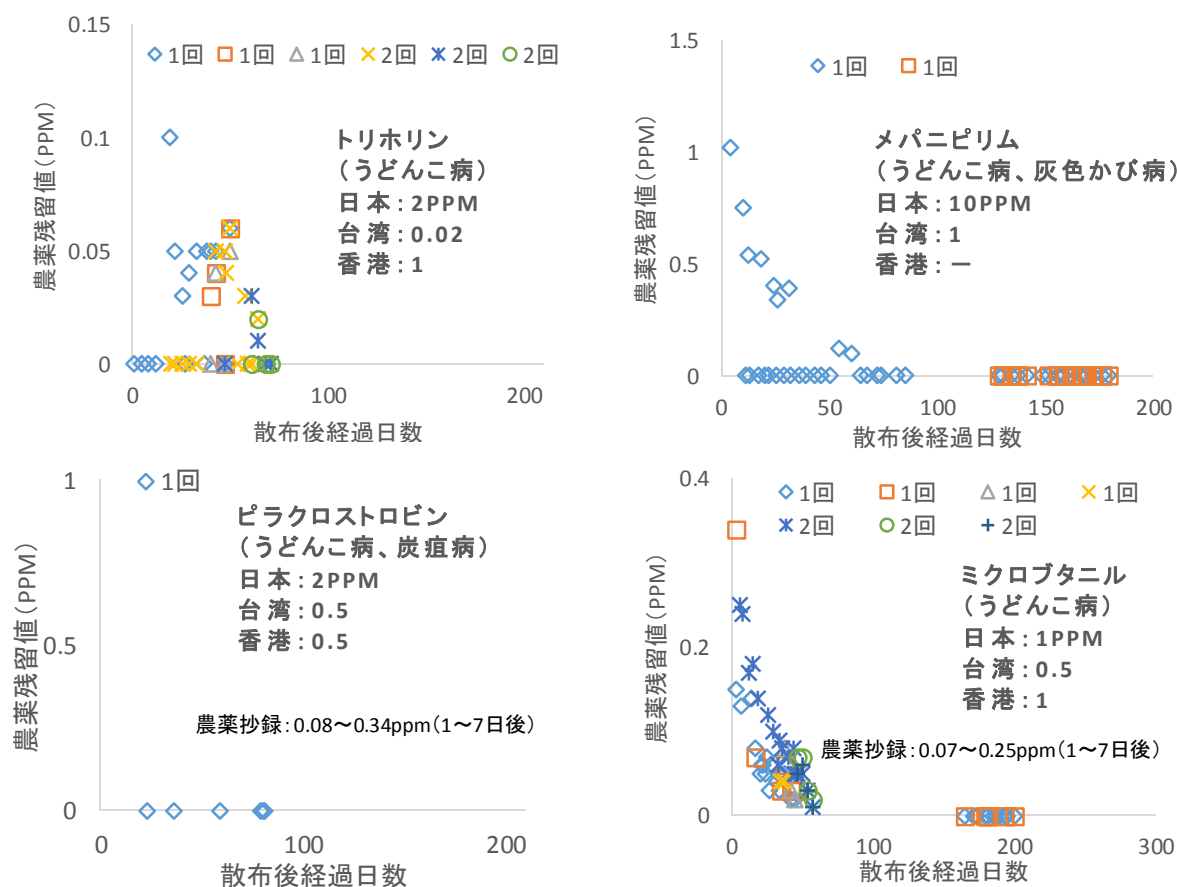 0.15
◇1回 □1回 △1回 ×2回 ✳2回 ○2回
トリホリン
(うどんこ病)
日本:2PPM
台湾:0.02
香港:1
0.1
0.05
0
農薬残留値(PPM)
0 100 200
散布後経過日数
1.5
◇1回 □1回
メパニピリム
(うどんこ病、灰色かび病)
日本:10PPM
台湾:1
香港:ー
1
0.5
0
農薬残留値(PPM)
0 50 100 150 200
散布後経過日数
1
◇1回
ピラクロストロビン
(うどんこ病、炭疽病)
日本:2PPM
台湾:0.5
香港:0.5
0.5
農薬抄録:0.08~0.34ppm(1~7日後)
0
農薬残留値(PPM)
0 100 200
散布後経過日数
0.4
◇1回 □1回 △1回 ×1回
✳2回 ○2回 +2回
ミクロブタニル
(うどんこ病)
日本:1PPM
台湾:0.5
香港:1
0.2
農薬抄録:0.07~0.25ppm(1~7日後)
0
農薬残留値(PPM)
0 100 200 300
散布後経過日数